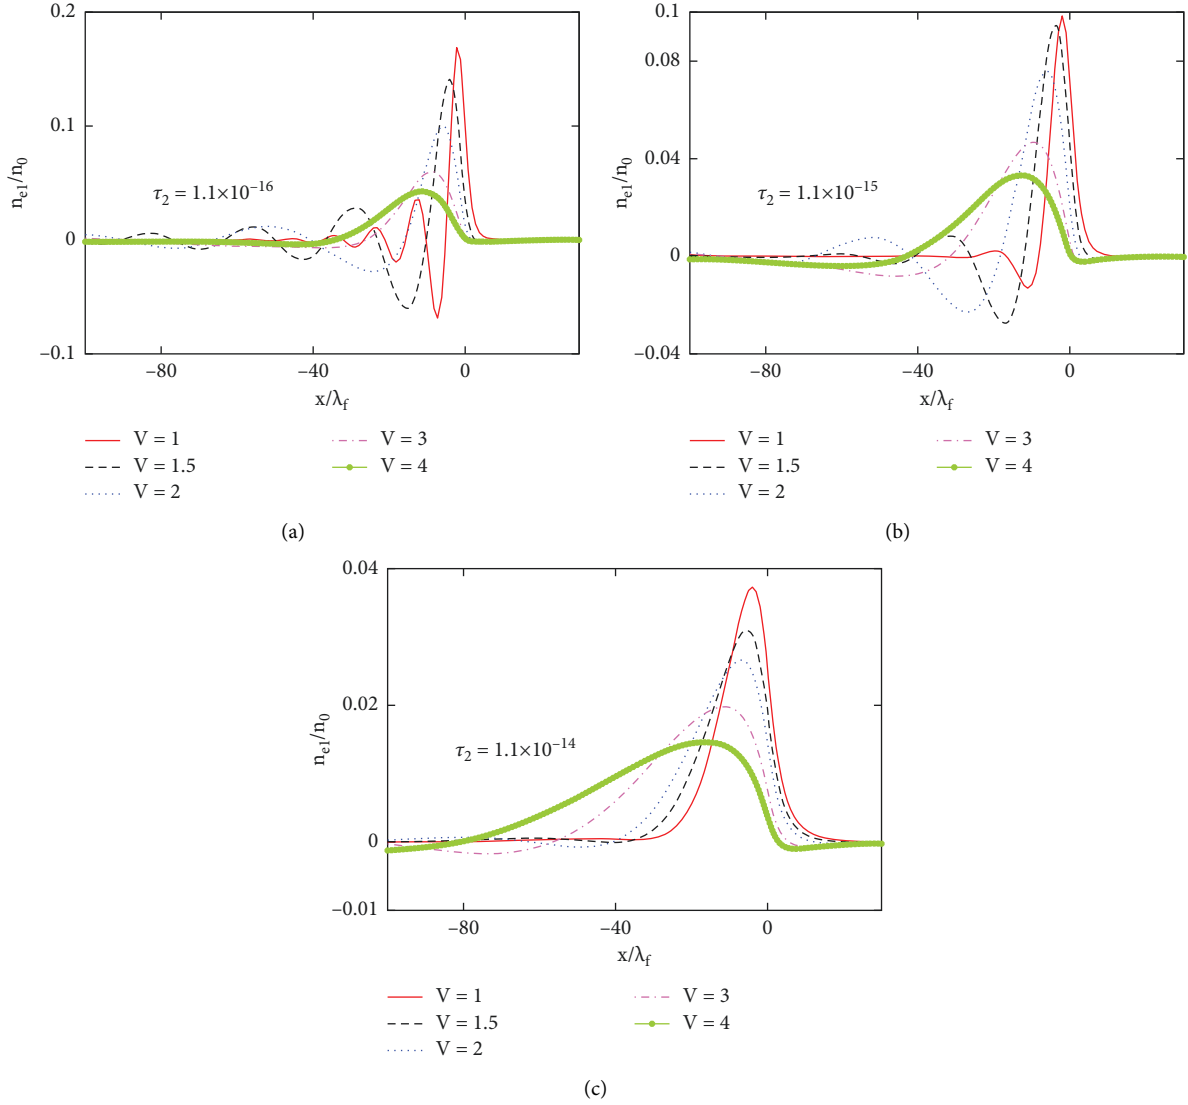 0.2
0.1
0
−0.1
n_e1/n_0
τ_2 = 1.1×10^−16
−80
−40
0
x/λ_f
V = 1
V = 1.5
V = 2
V = 3
V = 4
(a)
0.1
0.08
0.04
0
−0.04
n_e1/n_0
τ_2 = 1.1×10^−15
−80
−40
0
x/λ_f
V = 1
V = 1.5
V = 2
V = 3
V = 4
(b)
0.04
0.02
0
−0.01
n_e1/n_0
τ_2 = 1.1×10^−14
−80
−40
0
x/λ_f
V = 1
V = 1.5
V = 2
V = 3
V = 4
(c)